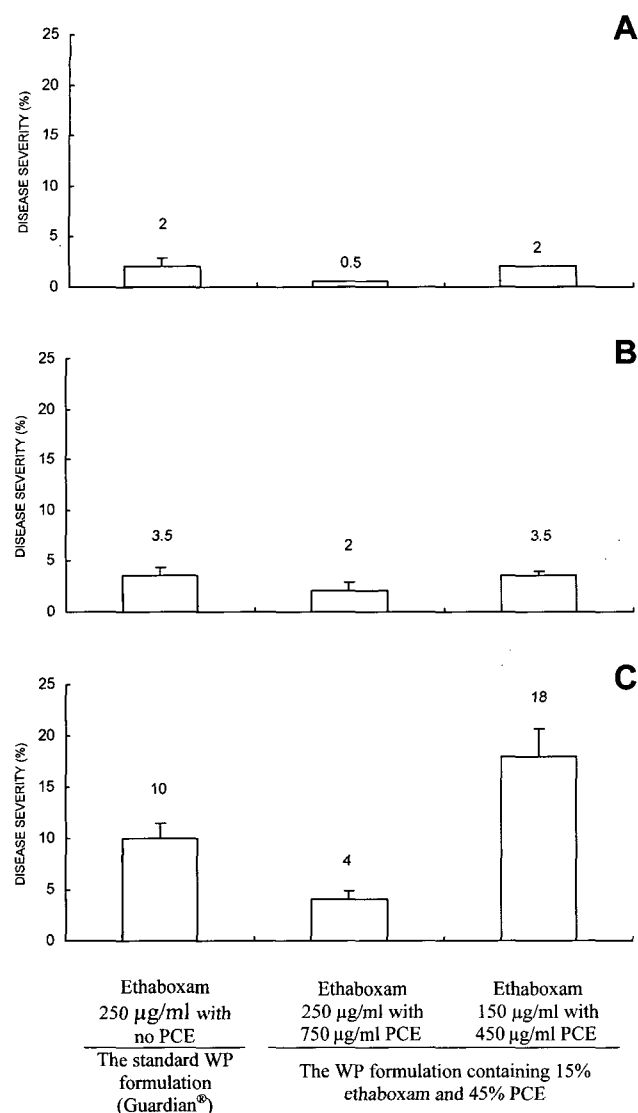 A
25
20
15
10
5
0
DISEASE SEVERITY (%)
2
0.5
2
B
25
20
15
10
5
0
DISEASE SEVERITY (%)
3.5
2
3.5
C
25
20
15
10
5
0
DISEASE SEVERITY (%)
10
4
18
Ethaboxam
250 µg/ml with
no PCE
Ethaboxam
250 µg/ml with
750 µg/ml PCE
Ethaboxam
150 µg/ml with
450 µg/ml PCE
The standard WP
formulation
(Guardian®)
The WP formulation containing 15%
ethaboxam and 45% PCE